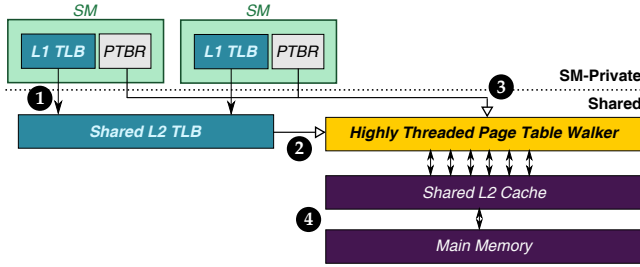 SM
SM
L1 TLB
PTBR
L1 TLB
PTBR
SM-Private
1
3
Shared
Shared L2 TLB
2
Highly Threaded Page Table Walker
Shared L2 Cache
4
Main Memory